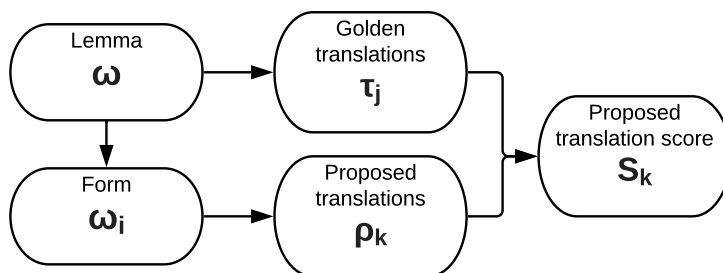 Lemma
ω
Golden
translations
τj
Proposed
translation score
Sk
Form
ωi
Proposed
translations
ρk